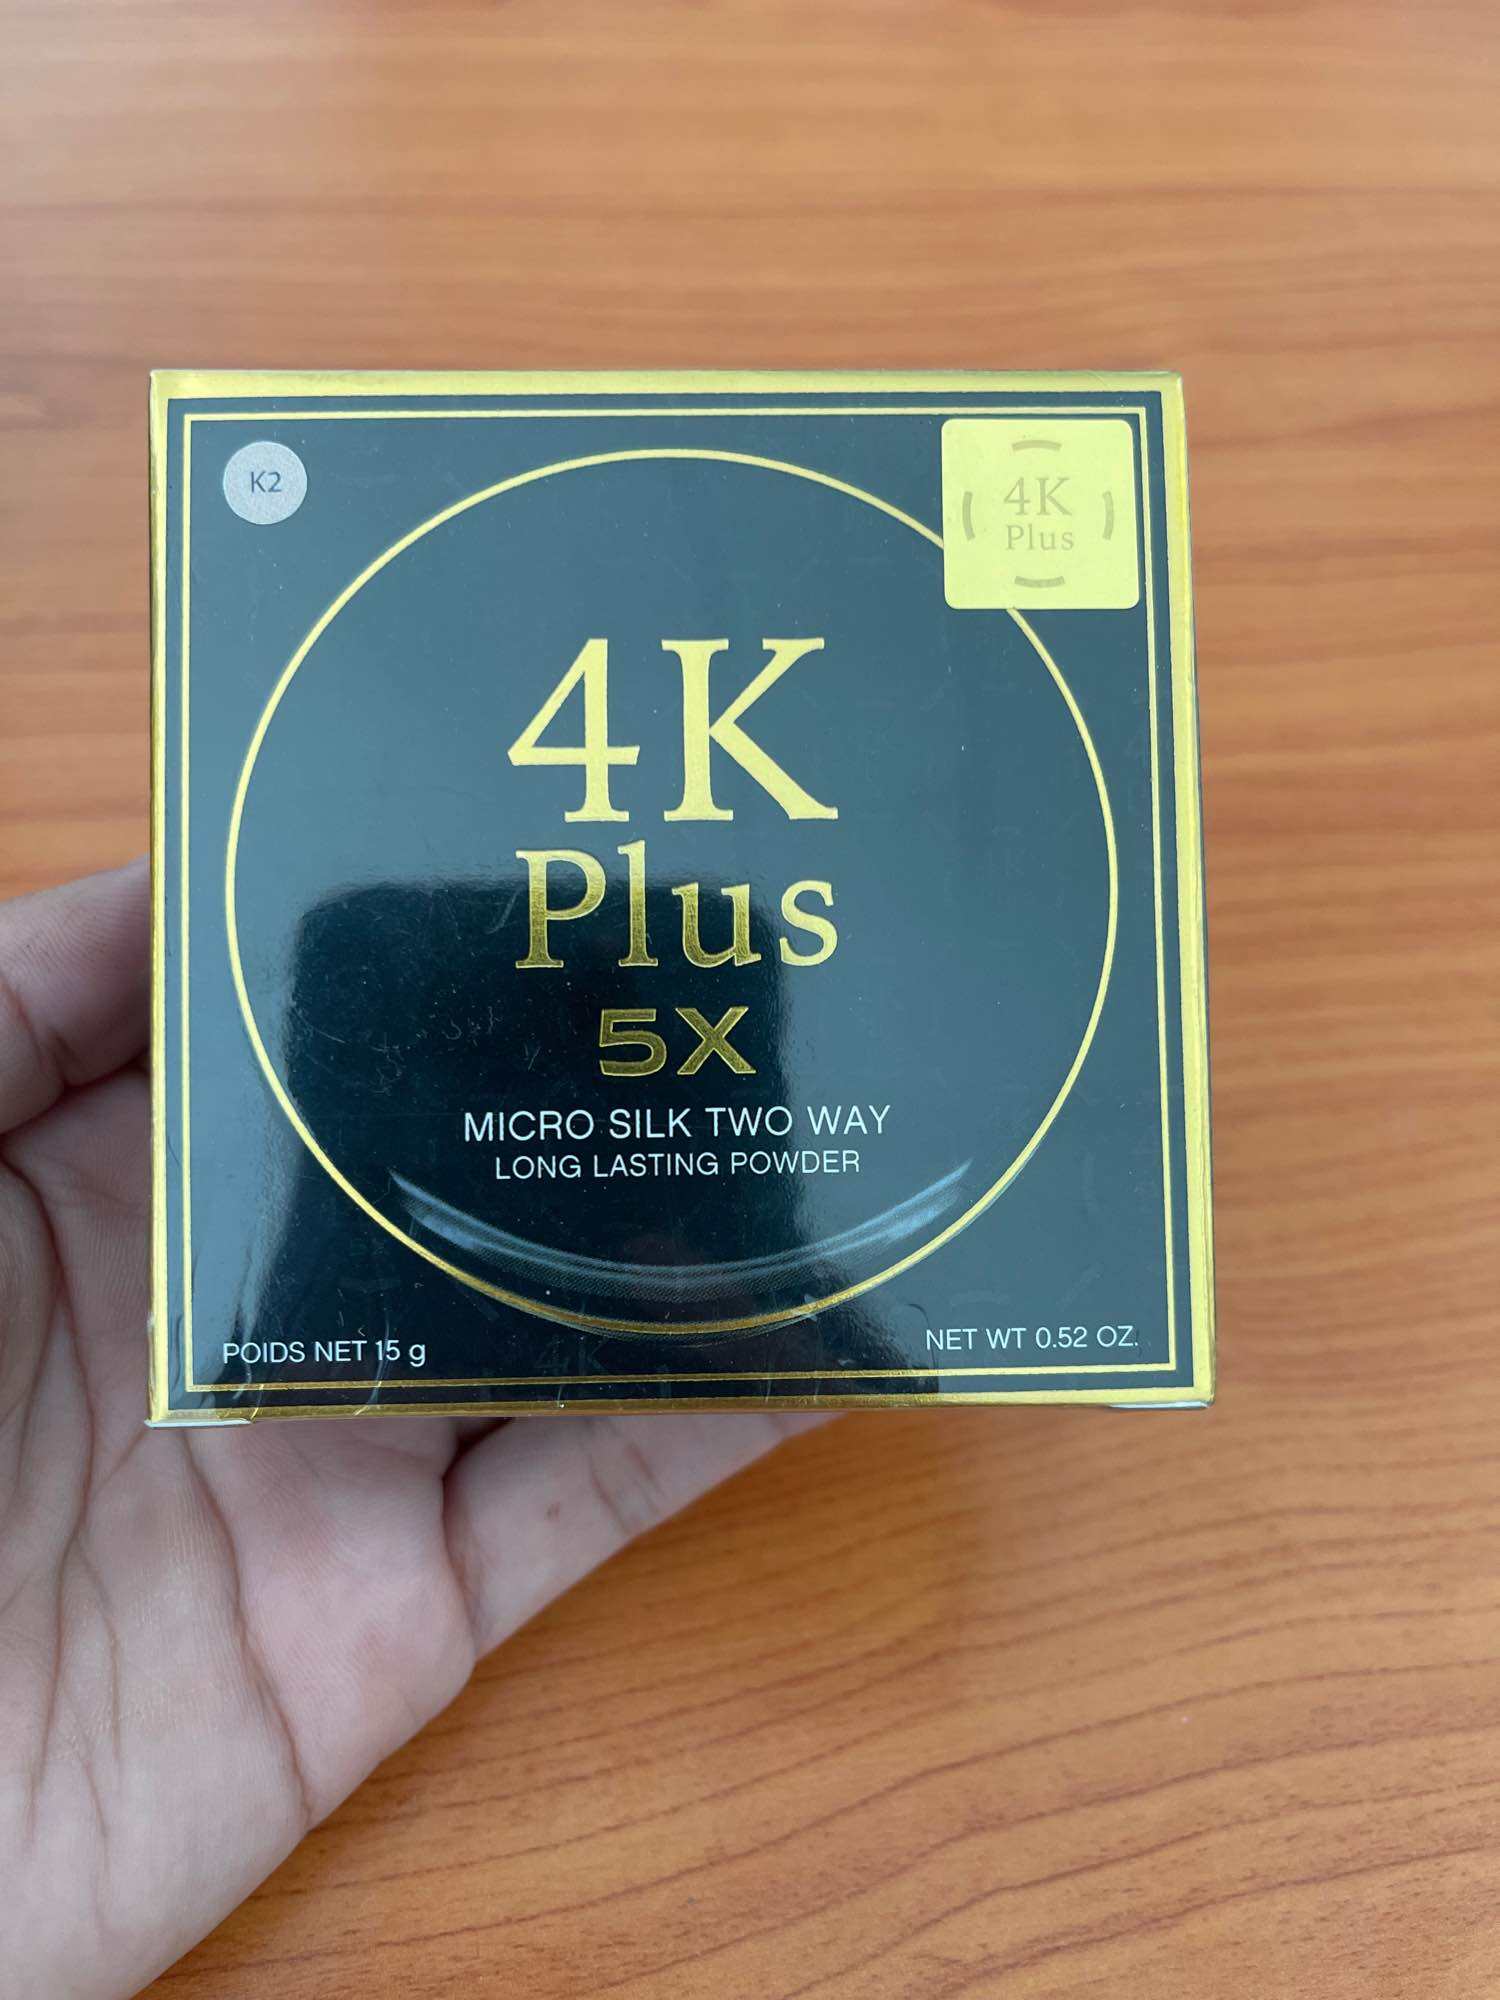 K2
4K
Plus
4K
Plus
5X
MICRO SILK TWO WAY
LONG LASTING POWDER
POIDS NET 15 g
NET WT 0.52 OZ.